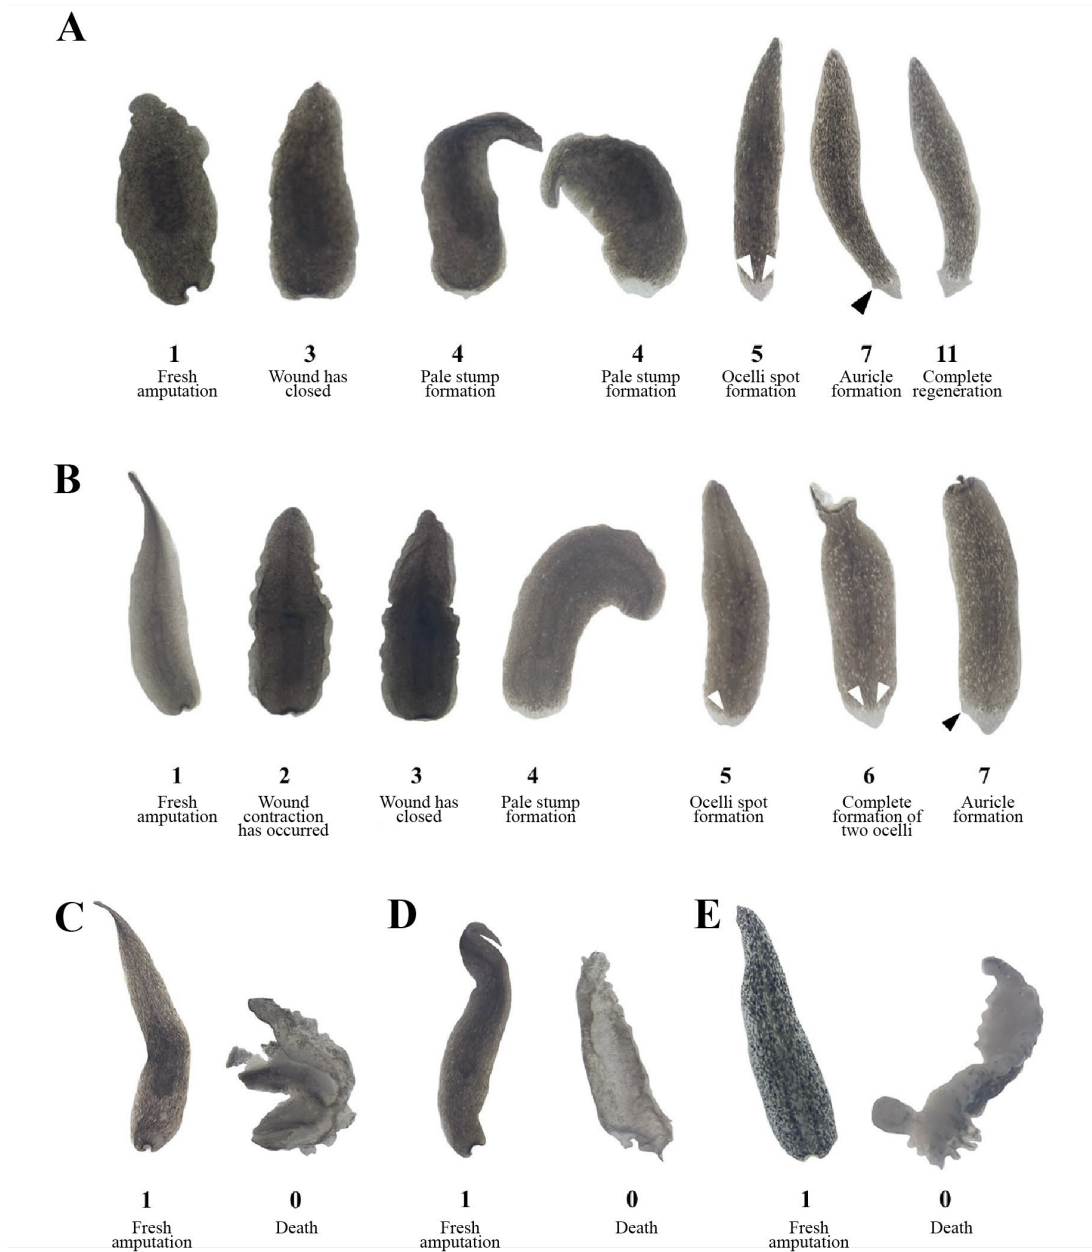 A
1 3 4 4 5 7 11
Fresh Wound has Pale stump Pale stump Ocelli spot Auricle Complete
amputation closed formation formation formation formation regeneration
B
1 2 3 4 5 6 7
Fresh Wound Wound has Pale stump Ocelli spot Complete Auricle
amputation contraction closed formation formation formation of formation
has occurred two ocelli
C D E
1 0 1 0 1 0
Fresh Death Fresh Death Fresh Death
amputation amputation amputation